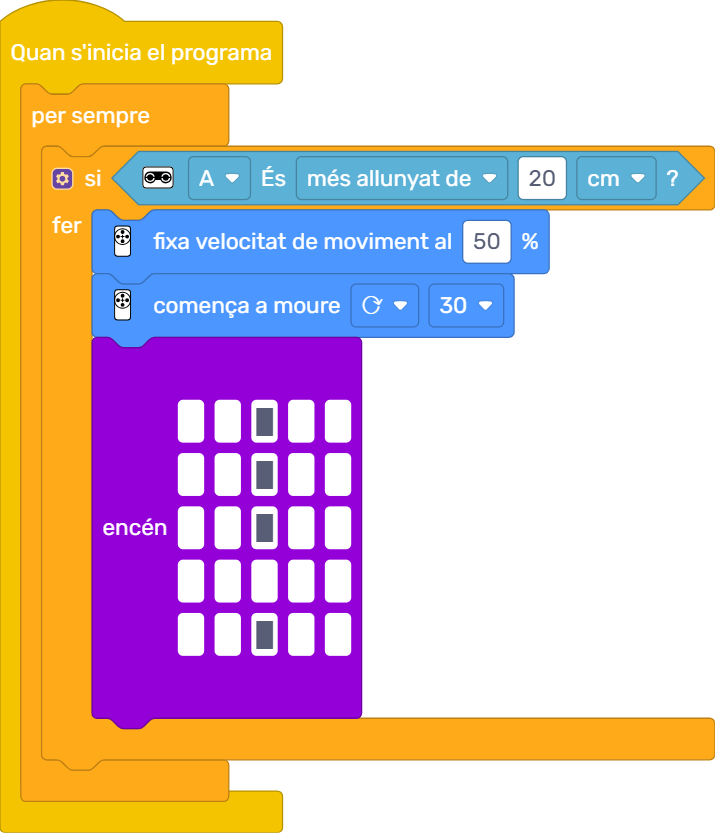 Quan s'inicia el programa
per sempre
si A És més allunyat de 20 cm ?
fer
fixa velocitat de moviment al 50 %
comença a moure 30
encén